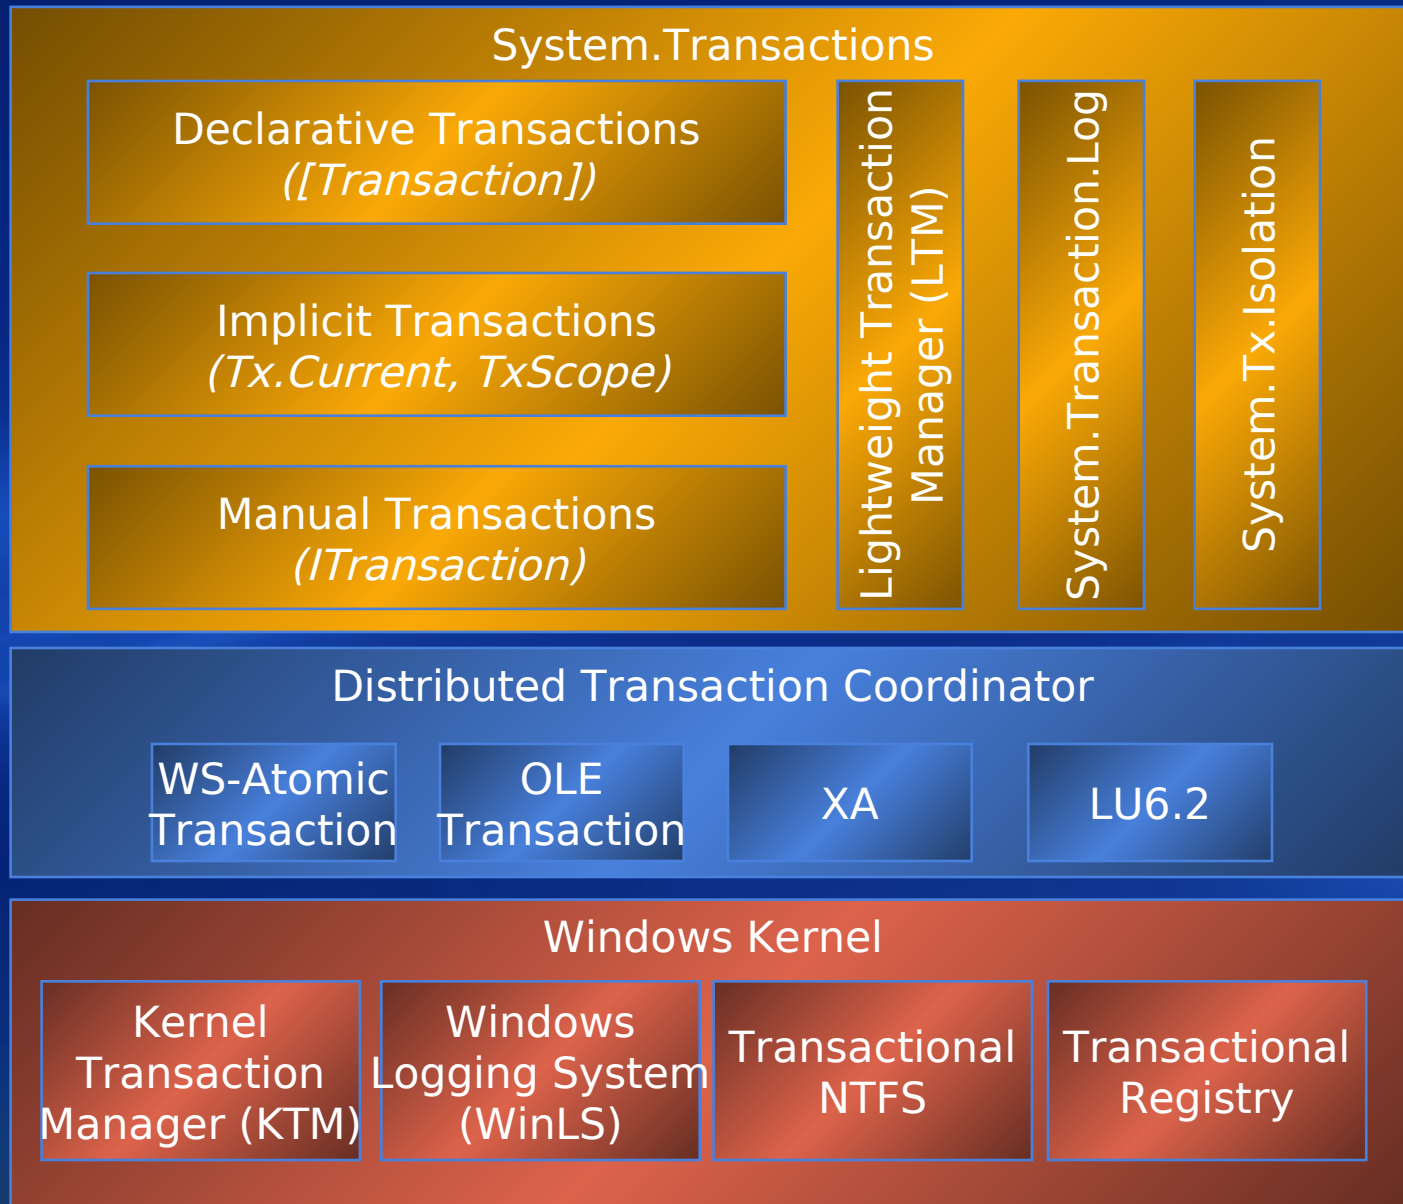 System.Transactions
Declarative Transactions
([Transaction])
Implicit Transactions
(Tx.Current, TxScope)
Manual Transactions
(ITransaction)
Lightweight Transaction
Manager (LTM)
System.Transaction.Log
System.Tx.Isolation
Distributed Transaction Coordinator
WS-Atomic
Transaction
OLE
Transaction
XA
LU6.2
Windows Kernel
Kernel
Transaction
Manager (KTM)
Windows
Logging System
(WinLS)
Transactional
NTFS
Transactional
Registry